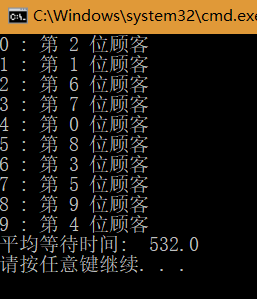 C:\Windows\system32\cmd.exe
0 : 第 2 位顾客
1 : 第 1 位顾客
2 : 第 6 位顾客
3 : 第 7 位顾客
4 : 第 0 位顾客
5 : 第 8 位顾客
6 : 第 3 位顾客
7 : 第 5 位顾客
8 : 第 9 位顾客
9 : 第 4 位顾客
平均等待时间:  532.0
请按任意键继续. . .